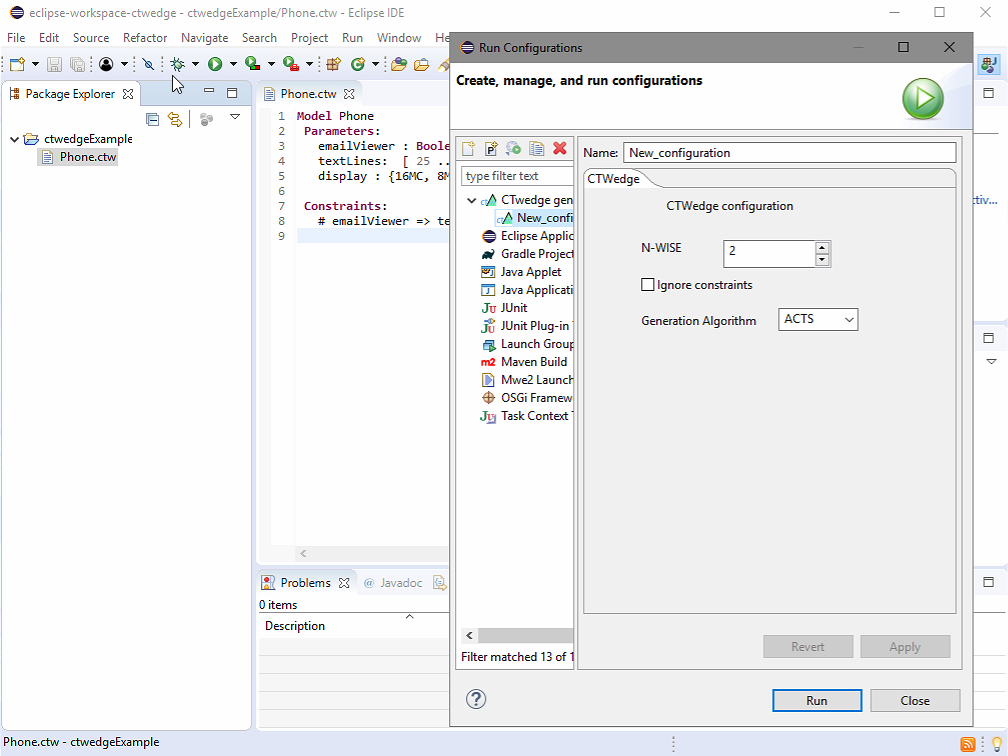 eclipse-workspace-ctwedge - ctwedgeExample/Phone.ctw - Eclipse IDE
File Edit Source Refactor Navigate Search Project Run Window He
Package Explorer
ctwedgeExample
Phone.ctw
Phone.ctw
1 Model Phone
2 Parameters:
3 emailViewer : Boole
4 textLines: [ 25 ..
5 display : {16MC, 8M
6
7 Constraints:
8 # emailViewer => te
9
Problems
@ Javadoc
0 items
Description
Run Configurations
Create, manage, and run configurations
type filter text
CTwedge gen
New_confi
Eclipse Applic
Gradle Project
Java Applet
Java Applicati
JUnit
JUnit Plug-in T
Launch Group
Maven Build
Mwe2 Launch
OSGi Framew
Task Context T
Filter matched 13 of 1
Name: New_configuration
CTWedge
CTWedge configuration
N-WISE 2
Ignore constraints
Generation Algorithm ACTS
Revert Apply
Run Close
ctiv...
Phone.ctw - ctwedgeExample